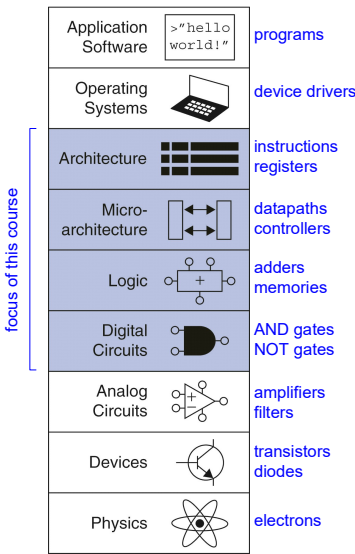 Application
Software
>"hello
world!"
programs
Operating
Systems
device drivers
focus of this course
Architecture
instructions
registers
Micro-
architecture
datapaths
controllers
Logic
+
adders
memories
Digital
Circuits
AND gates
NOT gates
Analog
Circuits
+
−
amplifiers
filters
Devices
transistors
diodes
Physics
electrons